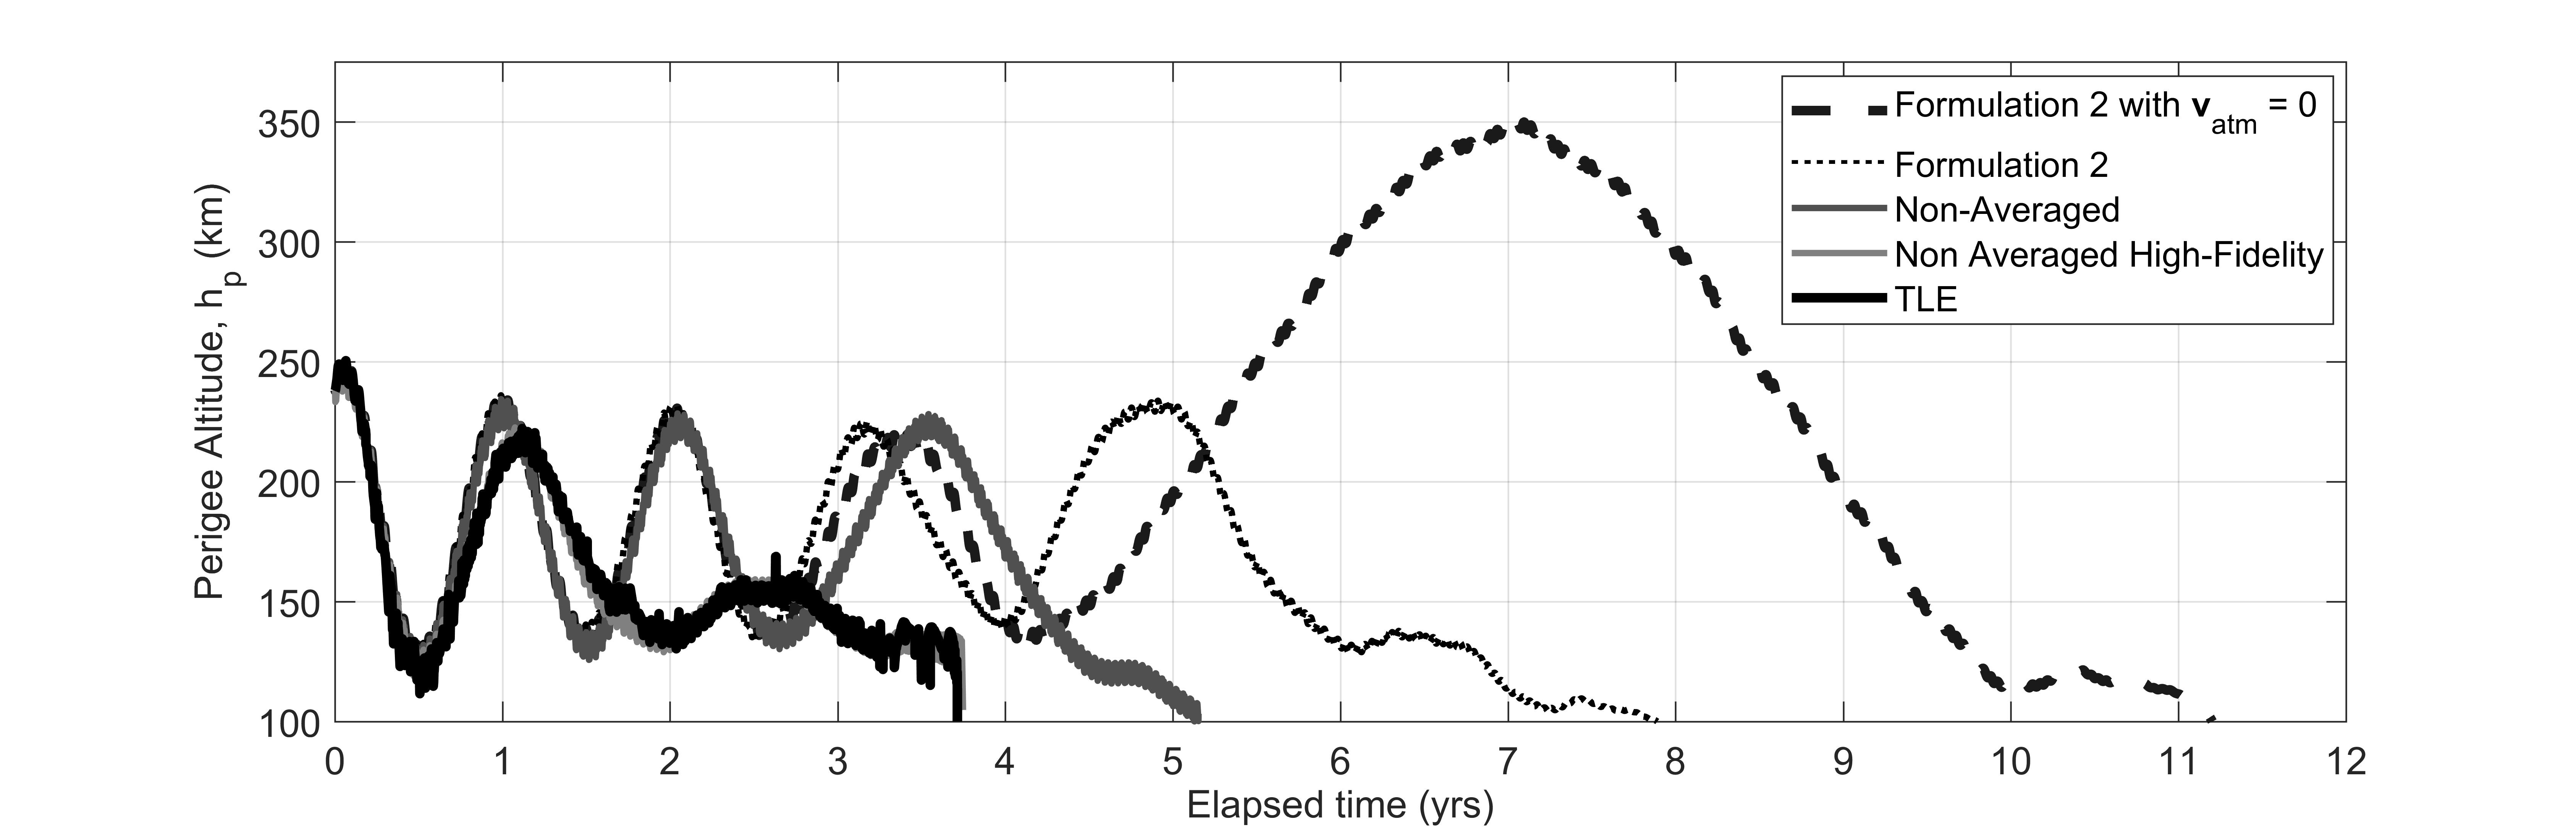 Perigee Altitude, hp (km)
350
300
250
200
150
100
0 1 2 3 4 5 6 7 8 9 10 11 12
Elapsed time (yrs)
Formulation 2 with vatm = 0
Formulation 2
Non-Averaged
Non Averaged High-Fidelity
TLE